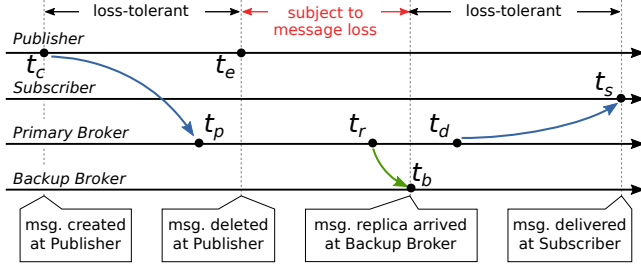 loss-tolerant
subject to
message loss
loss-tolerant
Publisher
t_c
t_e
Subscriber
t_s
Primary Broker
t_p
t_r
t_d
Backup Broker
t_b
msg. created
at Publisher
msg. deleted
at Publisher
msg. replica arrived
at Backup Broker
msg. delivered
at Subscriber